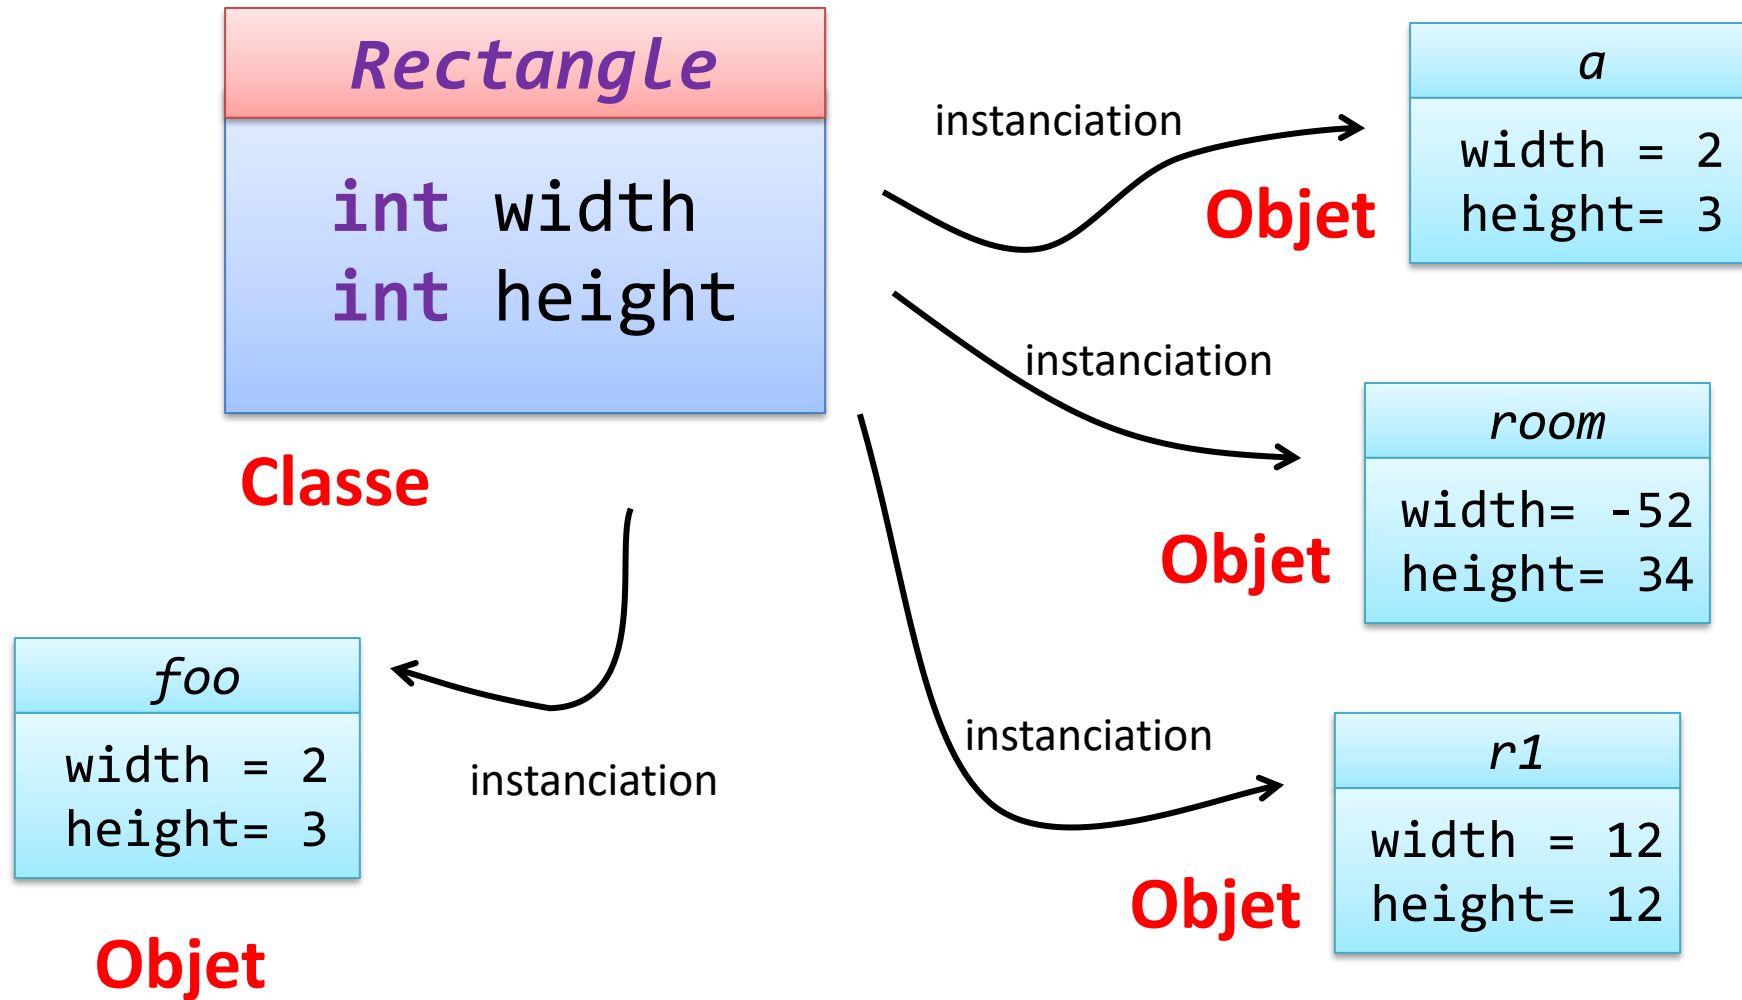 Rectangle
int width
int height
Classe
instanciation
a
width = 2
height= 3
Objet
instanciation
room
width= -52
height= 34
Objet
instanciation
r1
width = 12
height= 12
Objet
instanciation
foo
width = 2
height= 3
Objet